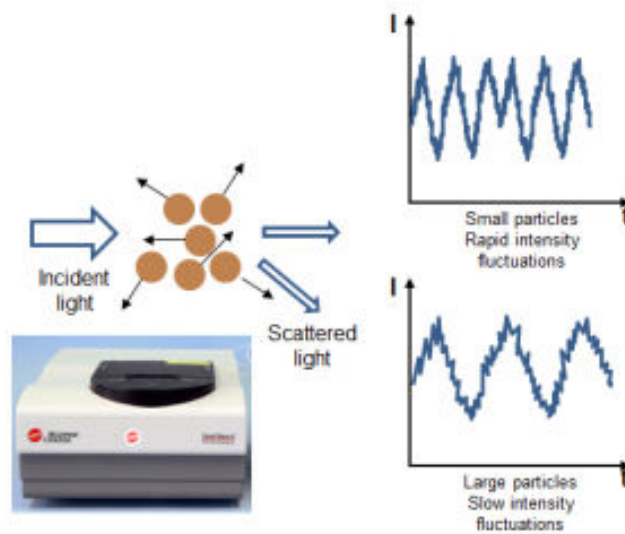 I
t
Small particles
Rapid intensity
fluctuations
Incident
light
Scattered
light
I
t
Large particles
Slow intensity
fluctuations